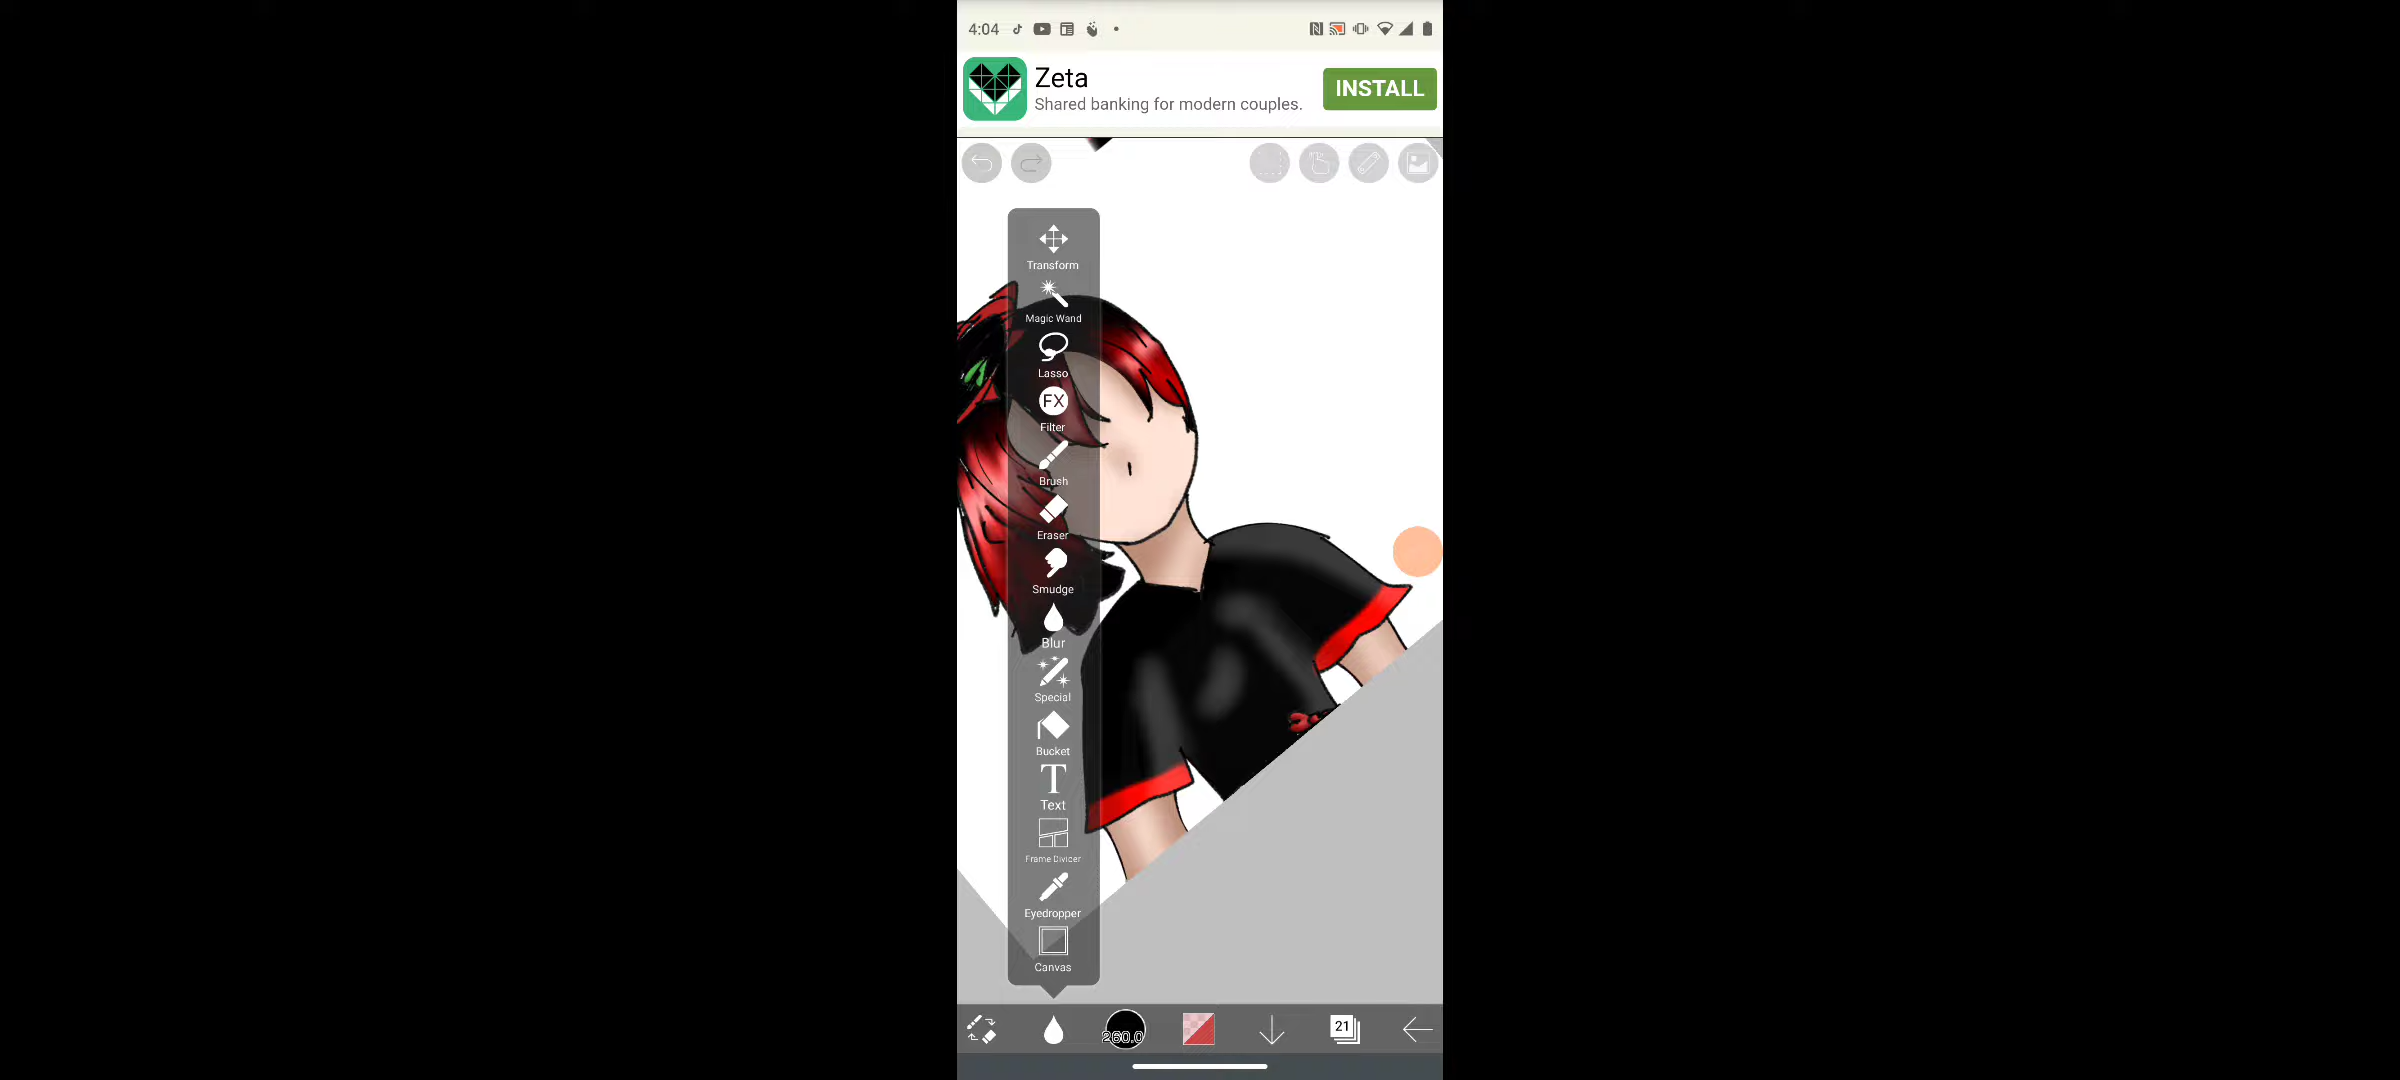 4:04
Zeta
Shared banking for modern couples.
INSTALL
Transform
Magic Wand
Lasso
FX
Filter
Brush
Eraser
Smudge
Blur
Special
Bucket
T
Text
Frame Divider
Eyedropper
Canvas
260.0
21